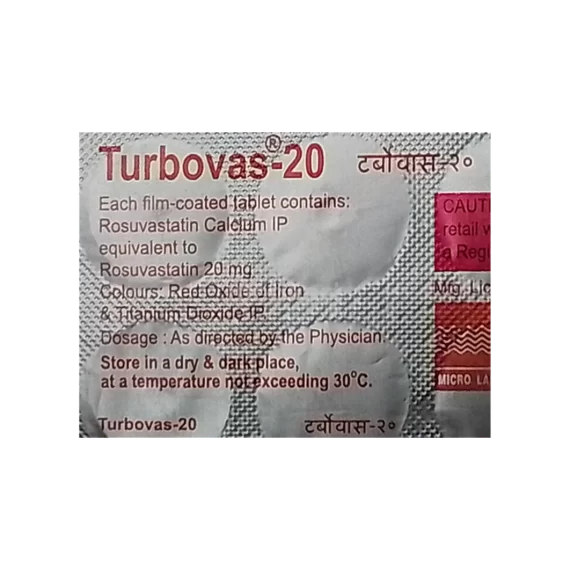 Turbovas®-20 टर्बोवास-२०
Each film-coated tablet contains:
Rosuvastatin Calcium IP
equivalent to
Rosuvastatin 20 mg.
Colours: Red Oxide of Iron
& Titanium Dioxide IP.
Dosage : As directed by the Physician.
Store in a dry & dark place,
at a temperature not exceeding 30°C.
Turbovas-20 टर्बोवास-२०
CAUTI
retail w
a Regi
Mfg. Lic
MICRO LA